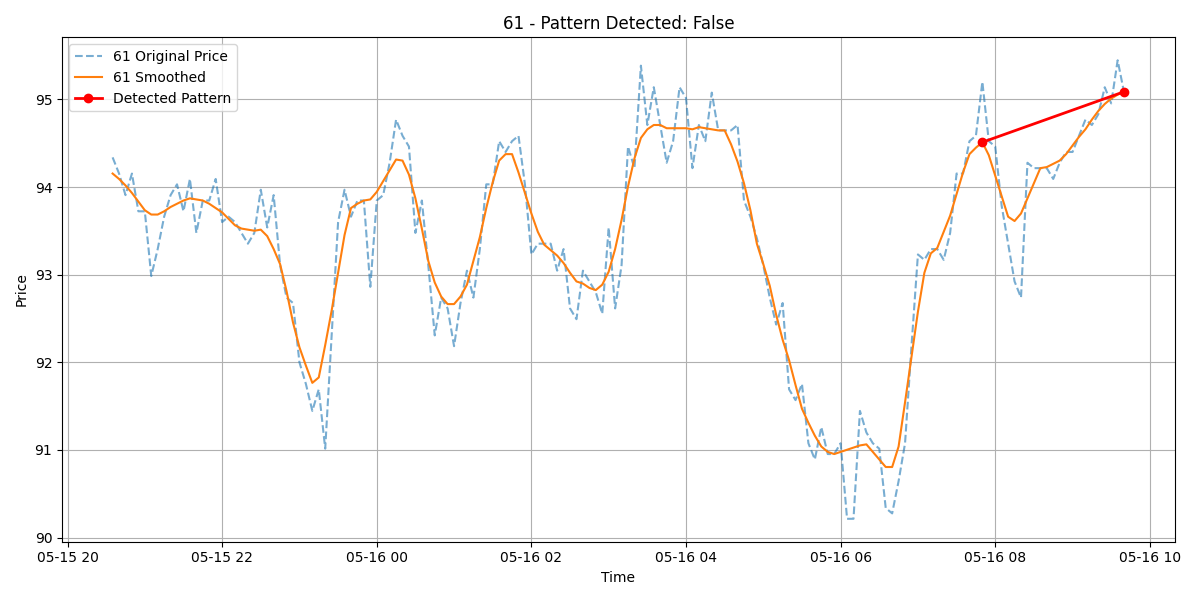 61 - Pattern Detected: False
61 Original Price
61 Smoothed
Detected Pattern
Price
95
94
93
92
91
90
05-15 20 05-15 22 05-16 00 05-16 02 05-16 04 05-16 06 05-16 08 05-16 10
Time